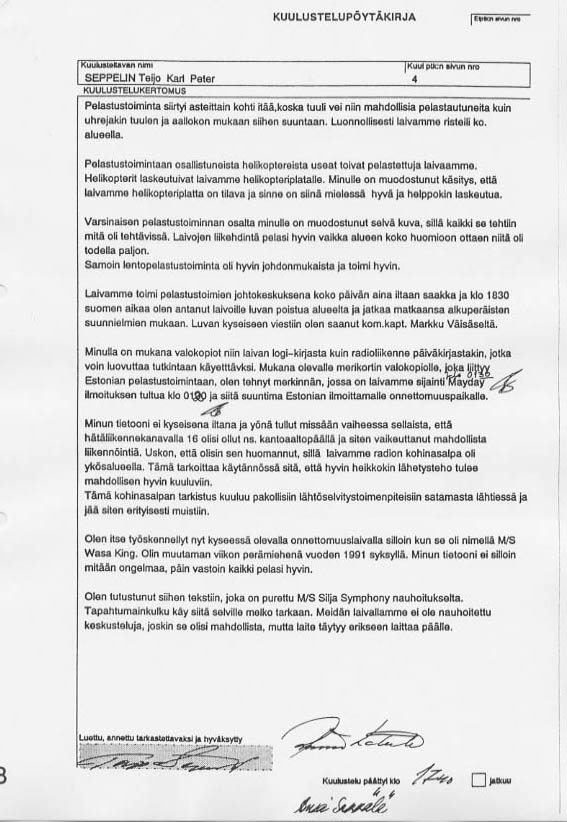 KUULUSTELUPÖYTÄKIRJA
Kuulusteltavan nimi
SEPPELIN Teijo Karl Peter
Kuul ptkn sivun nro
4
KUULUSTELUKERTOMUS
Pelastustoiminta siirtyi asteittain kohti itää,koska tuuli vei niin mahdollisia pelastautuneita kuin
uhrejakin tuulen ja aallokon mukaan siihen suuntaan. Luonnollisesti laivamme risteili ko.
alueella.
Pelastustoimintaan osallistuneista helikoptereista useat toivat pelastettuja laivaamme.
Helikopterit laskeutuivat laivamme helikopteriplatalle. Minulle on muodostunut käsitys, että
laivamme helikopteriplatta on tilava ja sinne on siinä mielessä hyvä ja helppokin laskeutua.
Varsinaisen pelastustoiminnan osalta minulle on muodostunut selvä kuva, sillä kaikki se tehtiin
mitä oli tehtävissä. Laivojen liikehdintä pelasi hyvin vaikka alueen koko huomioon ottaen niitä oli
todella paljon.
Samoin lentopelastustoiminta oli hyvin johdonmukaista ja toimi hyvin.
Laivamme toimi pelastustoimien johtokeskuksena koko päivän aina iltaan saakka ja klo 1830
suomen aikaa olen antanut laivoille luvan poistua alueelta ja jatkaa matkaansa alkuperäisten
suunnielmien mukaan. Luvan kyseiseen viestiin olen saanut kom.kapt. Markku Väisäseltä.
Minulla on mukana valokopiot niin laivan logi-kirjasta kuin radioliikenne päiväkirjastakin, jotka
voin luovuttaa tutkintaan käyettäväksi. Mukana olevalle merikortin valokopiolle, joka liittyy
klo 0130
Estonian pelastustoimintaan, olen tehnyt merkinnän, jossa on laivamme sijainti Mayday
ilmoituksen tultua klo 0130 ja siitä suuntima Estonian ilmoittamalle onnettomuuspaikalle.
Minun tietooni ei kyseisenä iltana ja yönä tullut missään vaiheessa sellaista, että
hätäliikennekanavalla 16 olisi ollut ns. kantoaaltopäällä ja siten vaikeuttanut mahdollista
liikennöintiä. Uskon, että olisin sen huomannut, sillä laivamme radion kohinasalpa oli
ykösalueella. Tämä tarkoittaa käytännössä sitä, että hyvin heikkokin lähetysteho tulee
mahdollisen hyvin kuuluviin.
Tämä kohinasalpan tarkistus kuuluu pakollisiin lähtöselvitystoimenpiteisiin satamasta lähtiessä ja
jää siten erityisesti muistiin.
Olen itse työskennellyt nyt kyseessä olevalla onnettomuuslaivalla silloin kun se oli nimellä M/S
Wasa King. Olin muutaman viikon perämiehenä vuoden 1991 syksyllä. Minun tietooni ei silloin
mitään ongelmaa, päin vastoin kaikki pelasi hyvin.
Olen tutustunut siihen tekstiin, joka on purettu M/S Silja Symphony nauhoitukselta.
Tapahtumainkulku käy siitä selville melko tarkaan. Meidän laivallamme ei ole nauhoitettu
keskusteluja, joskin se olisi mahdollista, mutta laite täytyy erikseen laittaa päälle.
Luettu, annettu tarkastettavaksi ja hyväksytty
Kuulustelu päättyi klo 1740
jatkuu